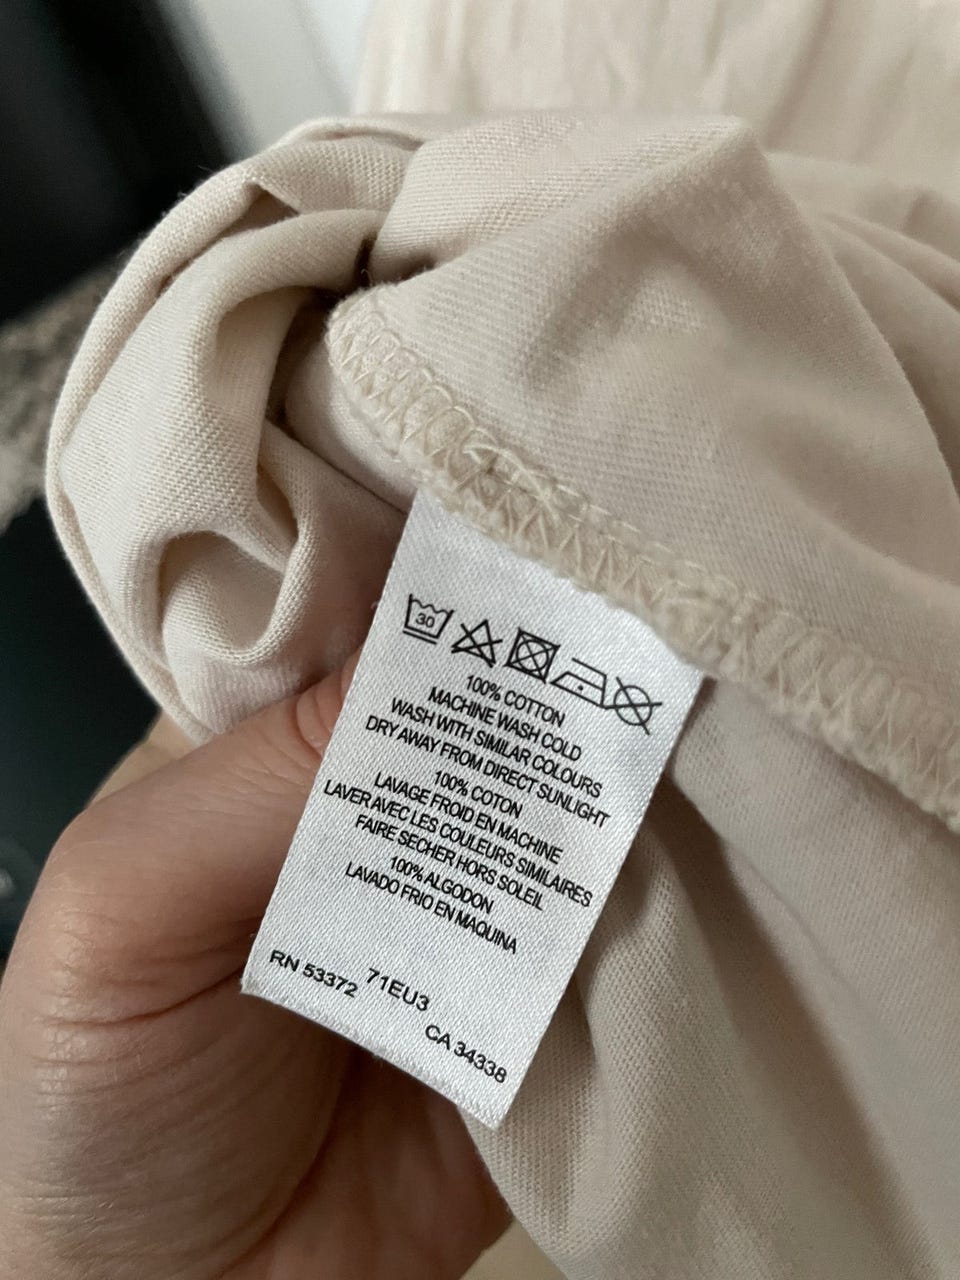 30
100% COTTON
MACHINE WASH COLD
WASH WITH SIMILAR COLOURS
DRY AWAY FROM DIRECT SUNLIGHT
100% COTON
LAVAGE FROID EN MACHINE
LAVER AVEC LES COULEURS SIMILAIRES
FAIRE SECHER HORS SOLEIL
100% ALGODON
LAVADO FRIO EN MAQUINA
RN 53372 71EU3 CA 34338